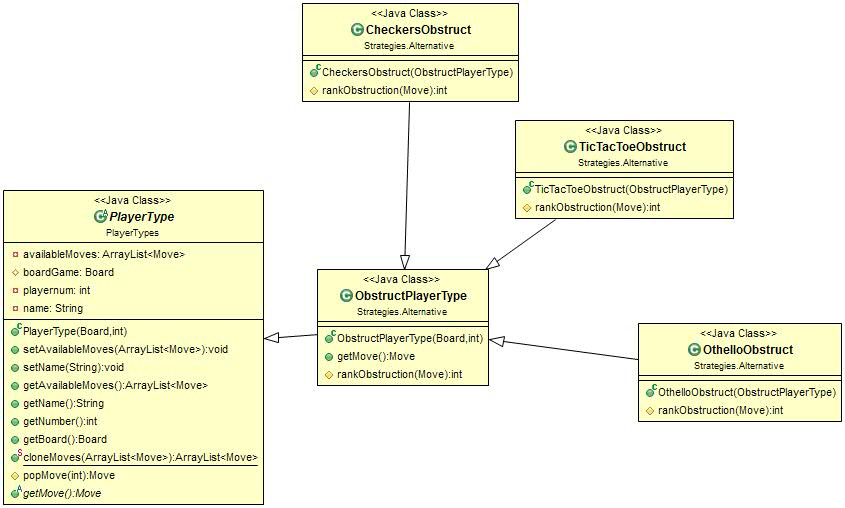 <<Java Class>>
CheckersObstruct
Strategies.Alternative
CheckersObstruct(ObstructPlayerType)
rankObstruction(Move):int
<<Java Class>>
TicTacToeObstruct
Strategies.Alternative
TicTacToeObstruct(ObstructPlayerType)
rankObstruction(Move):int
<<Java Class>>
PlayerType
PlayerTypes
availableMoves: ArrayList<Move>
boardGame: Board
playernum: int
name: String
PlayerType(Board,int)
setAvailableMoves(ArrayList<Move>):void
setName(String):void
getAvailableMoves():ArrayList<Move>
getName():String
getNumber():int
getBoard():Board
cloneMoves(ArrayList<Move>):ArrayList<Move>
popMove(int):Move
getMove():Move
<<Java Class>>
ObstructPlayerType
Strategies.Alternative
ObstructPlayerType(Board,int)
getMove():Move
rankObstruction(Move):int
<<Java Class>>
OthelloObstruct
Strategies.Alternative
OthelloObstruct(ObstructPlayerType)
rankObstruction(Move):int